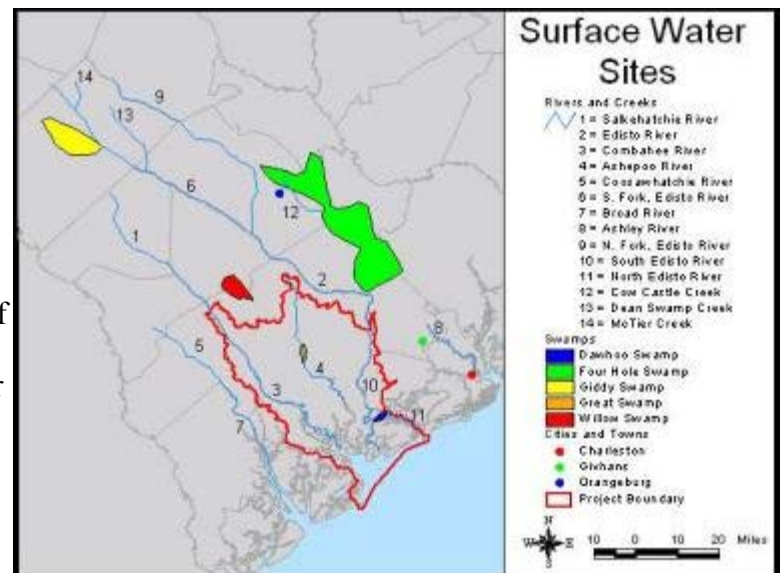 of
r
14
9
13
6
12
1
2
8
5
4
3
10
11
7
Surface Water
Sites
Rivers and Creeks
1 = Salkehatchie River
2 = Edisto River
3 = Combahee River
4 = Ashepoo River
5 = Coosawhatchie River
6 = S. Fork, Edisto River
7 = Broad River
8 = Ashley River
9 = N. Fork, Edisto River
10 = South Edisto River
11 = North Edisto River
12 = Cow Castle Creek
13 = Dean Swamp Creek
14 = McTier Creek
Swamps
Dawhoo Swamp
Four Hole Swamp
Giddy Swamp
Great Swamp
Willow Swamp
Cities and Towns
Charleston
Givhans
Orangeburg
Project Boundary
N
W E
S
10 0 10 20 Miles